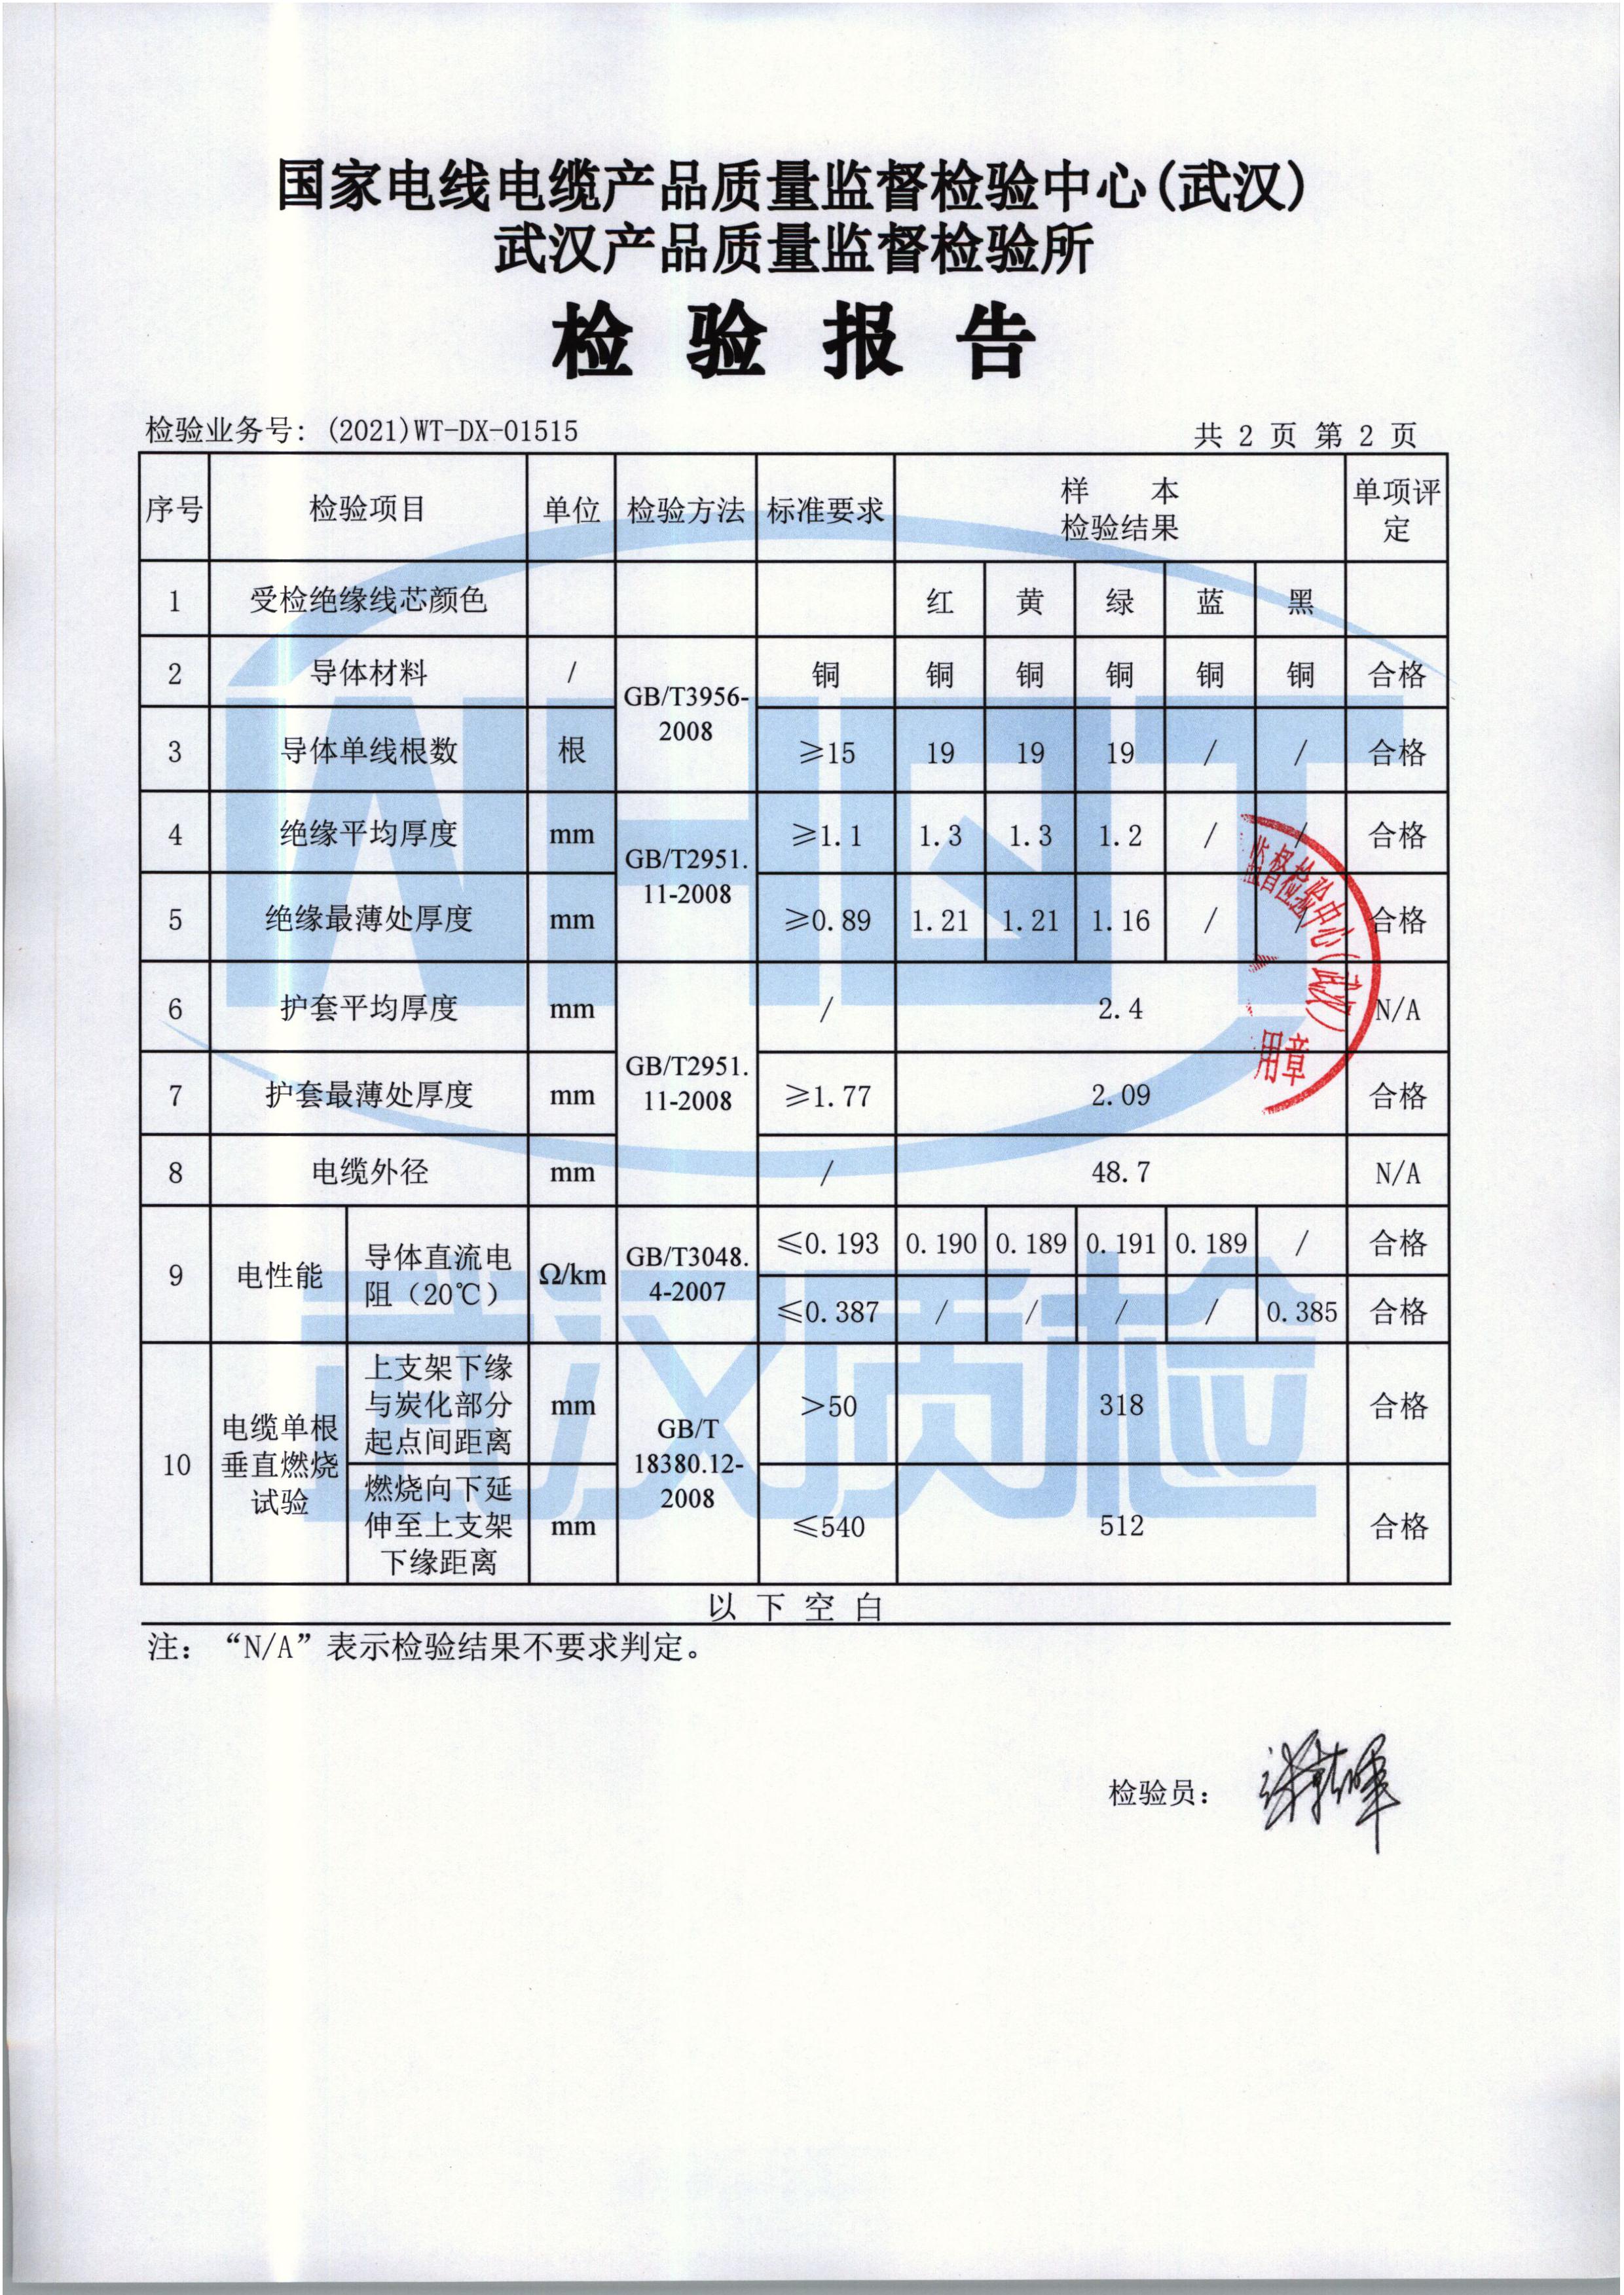 国家电线电缆产品质量监督检验中心(武汉)
武汉产品质量监督检验所
检 验 报 告
检验业务号: (2021)WT-DX-01515
共 2 页 第 2 页
序号 检验项目 单位 检验方法 标准要求 样 本 检验结果 单项评定
1 受检绝缘线芯颜色 红 黄 绿 蓝 黑
2 导体材料 / GB/T3956-2008 铜 铜 铜 铜 铜 铜 合格
3 导体单线根数 根 ≥15 19 19 19 / / 合格
4 绝缘平均厚度 mm GB/T2951.11-2008 ≥1.1 1.3 1.3 1.2 / / 合格
5 绝缘最薄处厚度 mm ≥0.89 1.21 1.21 1.16 / / 合格
6 护套平均厚度 mm GB/T2951.11-2008 / 2.4 N/A
7 护套最薄处厚度 mm ≥1.77 2.09 合格
8 电缆外径 mm / 48.7 N/A
9 电性能 导体直流电阻（20℃） Ω/km GB/T3048.4-2007 ≤0.193 0.190 0.189 0.191 0.189 / 合格
≤0.387 / / / / 0.385 合格
10 电缆单根垂直燃烧试验 上支架下缘与炭化部分起点间距离 mm GB/T 18380.12-2008 >50 318 合格
燃烧向下延伸至上支架下缘距离 mm ≤540 512 合格
以 下 空 白
注：“N/A”表示检验结果不要求判定。
检验员：
监督检验中心(武汉)
用章
WHQT
武汉质检